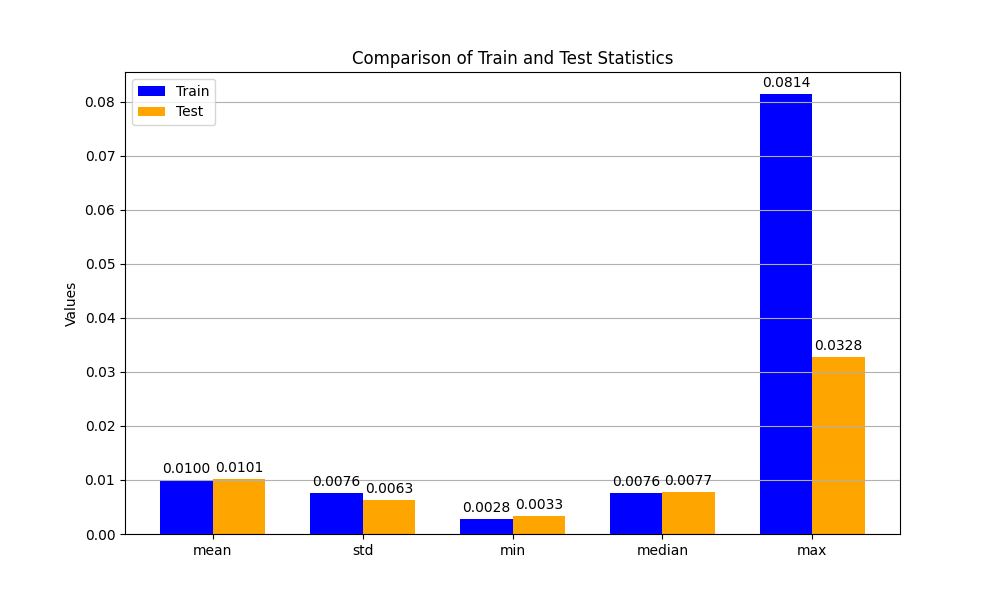 Comparison of Train and Test Statistics
Train
Test
0.0814
0.08
0.07
0.06
0.05
0.04
0.03
0.02
0.01
0.00
Values
0.0100
0.0101
0.0076
0.0063
0.0028
0.0033
0.0076
0.0077
0.0328
mean
std
min
median
max